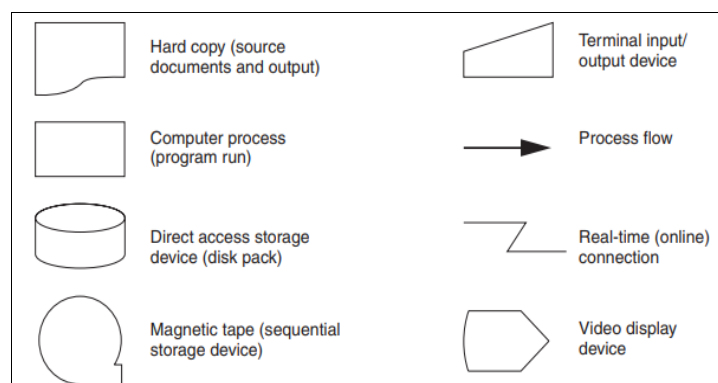 Hard copy (source
documents and output)
Terminal input/
output device
Computer process
(program run)
Process flow
Direct access storage
device (disk pack)
Real-time (online)
connection
Magnetic tape (sequential
storage device)
Video display
device